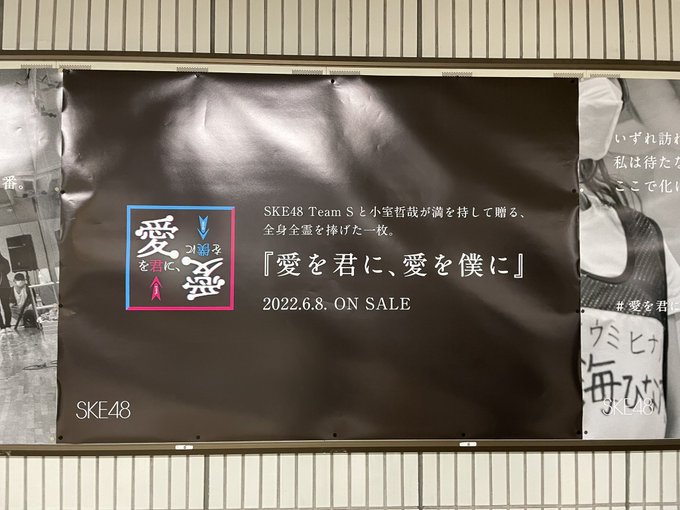 番。
愛
を君に、
愛
を僕に
SKE48 Team Sと小室哲哉が満を持して贈る、
全身全霊を捧げた一枚。
『愛を君に、愛を僕に』
2022.6.8. ON SALE
SKE48
いずれ訪れ
私は待たな
ここで化け
#愛を君に
ウミヒナ
海ひな
SKE48